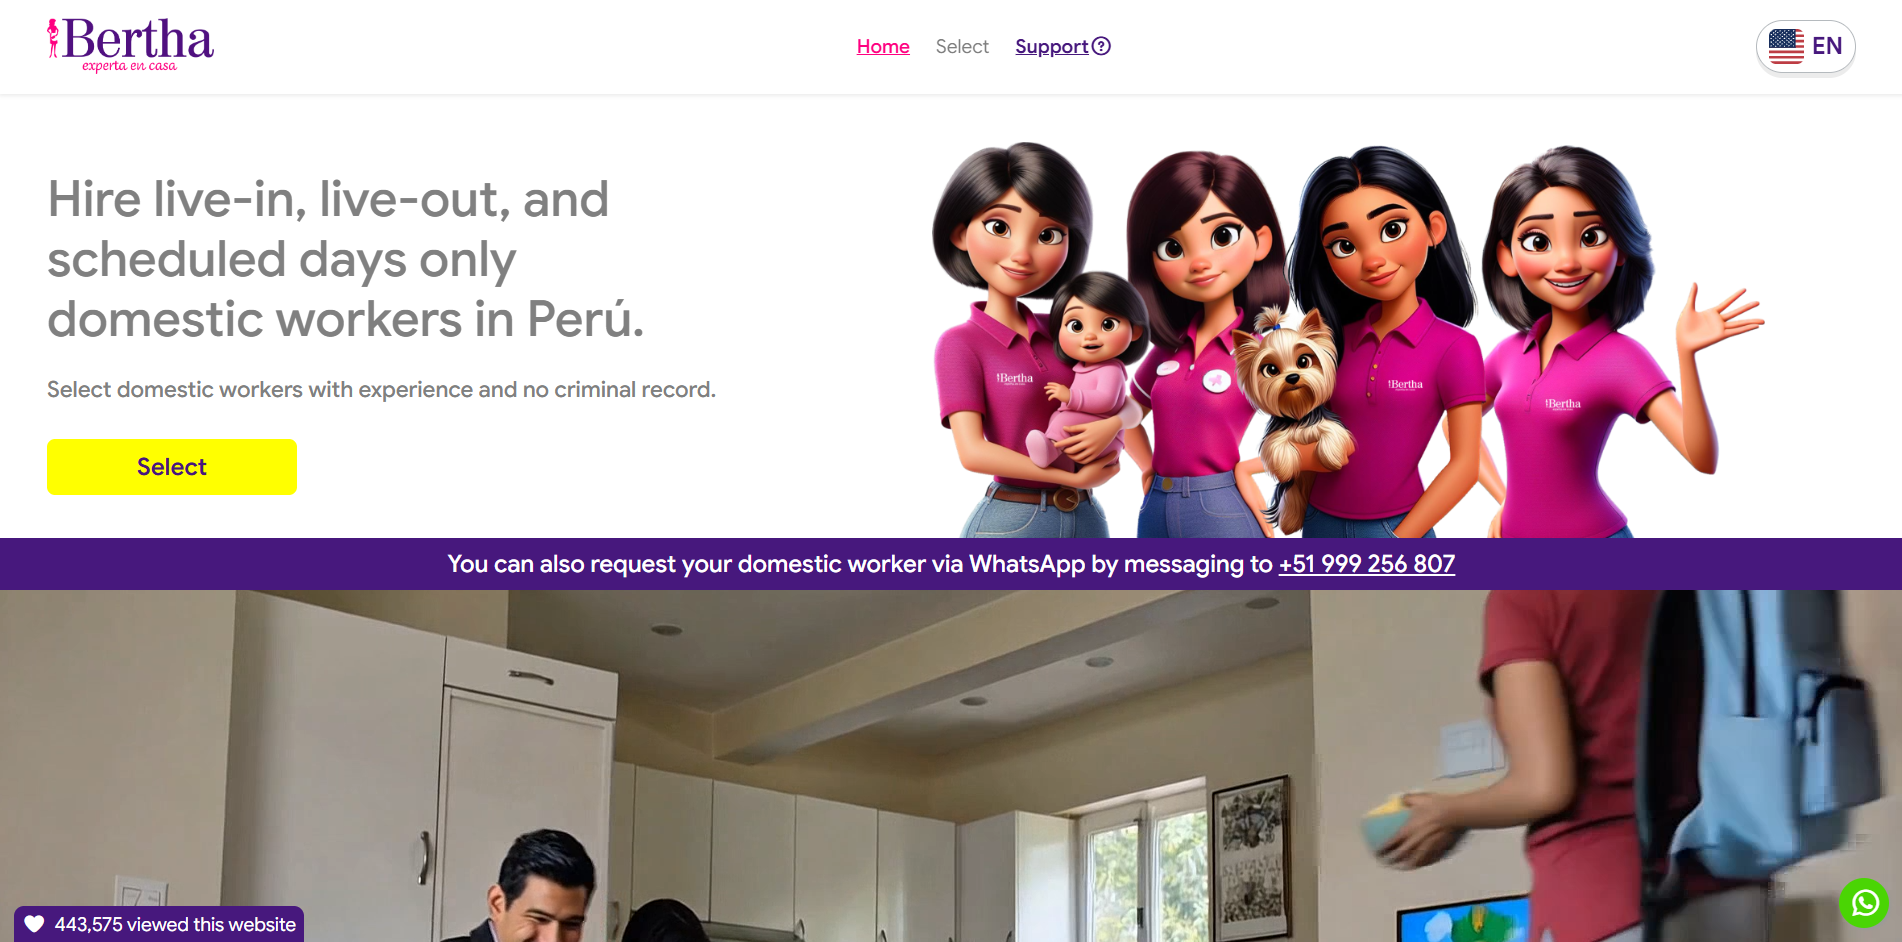 Bertha
experta en casa
Home
Select
Support
EN
Hire live-in, live-out, and
scheduled days only
domestic workers in Perú.
Select domestic workers with experience and no criminal record.
Select
Bertha
Bertha
Bertha
You can also request your domestic worker via WhatsApp by messaging to +51 999 256 807
443,575 viewed this website